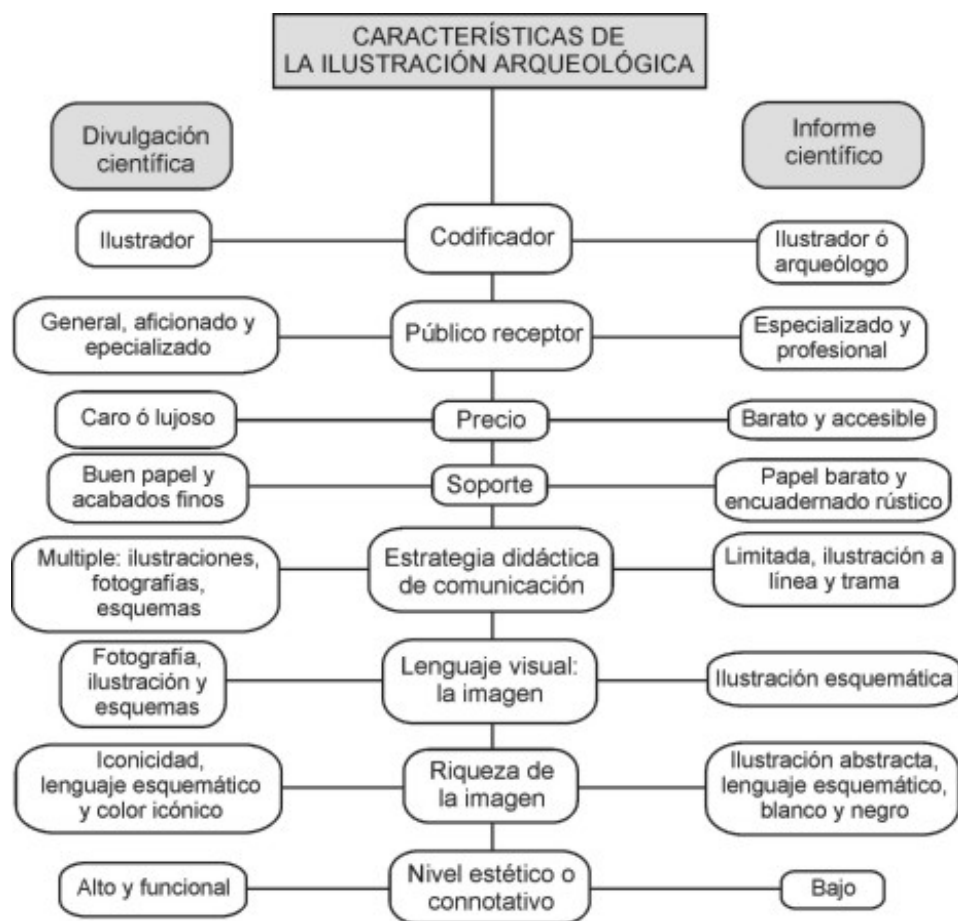 CARACTERÍSTICAS DE
LA ILUSTRACIÓN ARQUEOLÓGICA
Divulgación
científica
Informe
científico
Ilustrador
Codificador
Ilustrador ó
arqueólogo
General, aficionado y
epecializado
Público receptor
Especializado y
profesional
Caro ó lujoso
Precio
Barato y accesible
Buen papel y
acabados finos
Soporte
Papel barato y
encuadernado rústico
Multiple: ilustraciones,
fotografías,
esquemas
Estrategia didáctica
de comunicación
Limitada, ilustración a
línea y trama
Fotografía,
ilustración y
esquemas
Lenguaje visual:
la imagen
Ilustración esquemática
Iconicidad,
lenguaje esquemático
y color icónico
Riqueza de
la imagen
Ilustración abstracta,
lenguaje esquemático,
blanco y negro
Alto y funcional
Nivel estético o
connotativo
Bajo